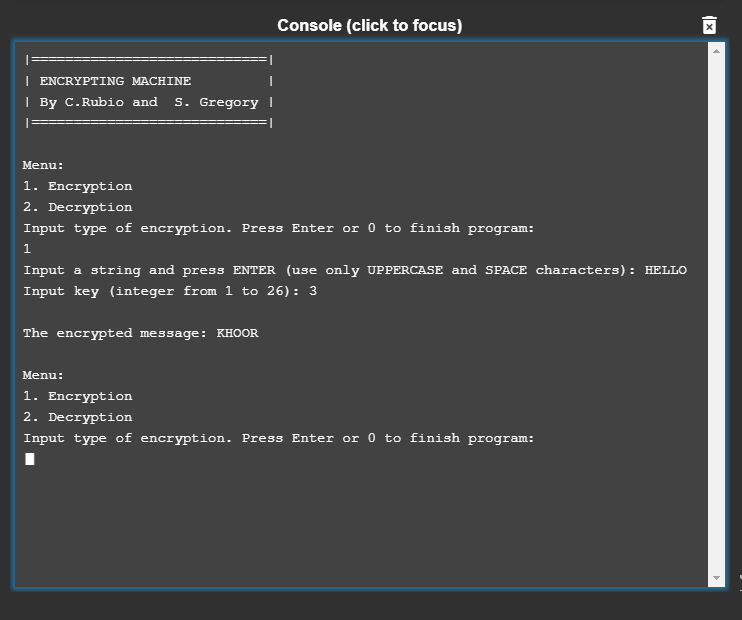 Console (click to focus)
|============================|
| ENCRYPTING MACHINE         |
| By C.Rubio and  S. Gregory |
|============================|
Menu:
1. Encryption
2. Decryption
Input type of encryption. Press Enter or 0 to finish program:
1
Input a string and press ENTER (use only UPPERCASE and SPACE characters): HELLO
Input key (integer from 1 to 26): 3
The encrypted message: KHOOR
Menu:
1. Encryption
2. Decryption
Input type of encryption. Press Enter or 0 to finish program: